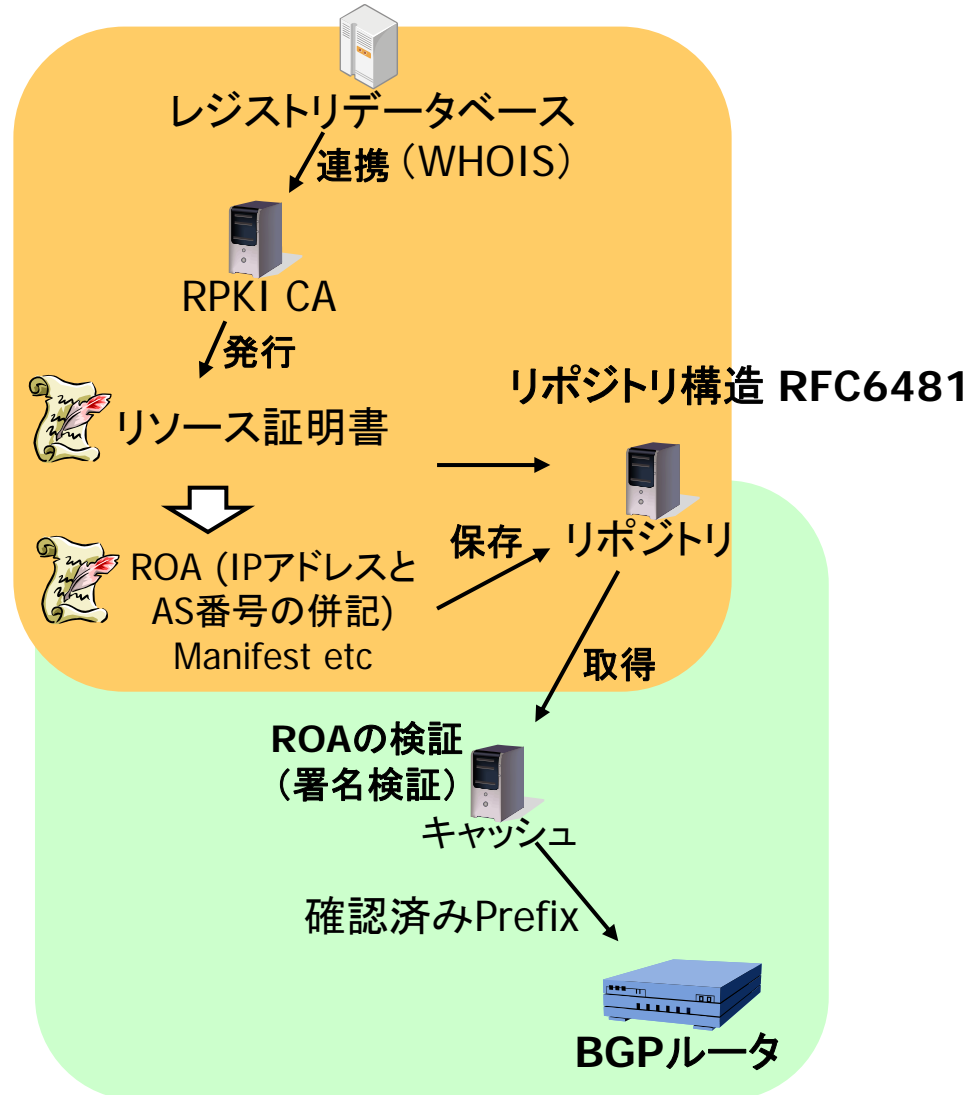 レジストリデータベース
連携（WHOIS）
RPKI CA
発行
リポジトリ構造 RFC6481
リソース証明書
保存
リポジトリ
ROA (IPアドレスと
AS番号の併記)
Manifest etc
取得
ROAの検証
（署名検証）
キャッシュ
確認済みPrefix
BGPルータ